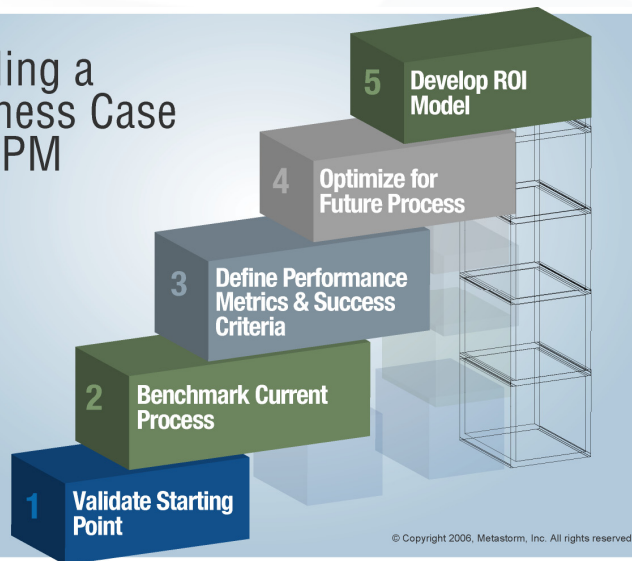 ling a
ness Case
PM
5
Develop ROI
Model
4
Optimize for
Future Process
3
Define Performance
Metrics & Success
Criteria
2
Benchmark Current
Process
1
Validate Starting
Point
© Copyright 2006, Metastorm, Inc. All rights reserved